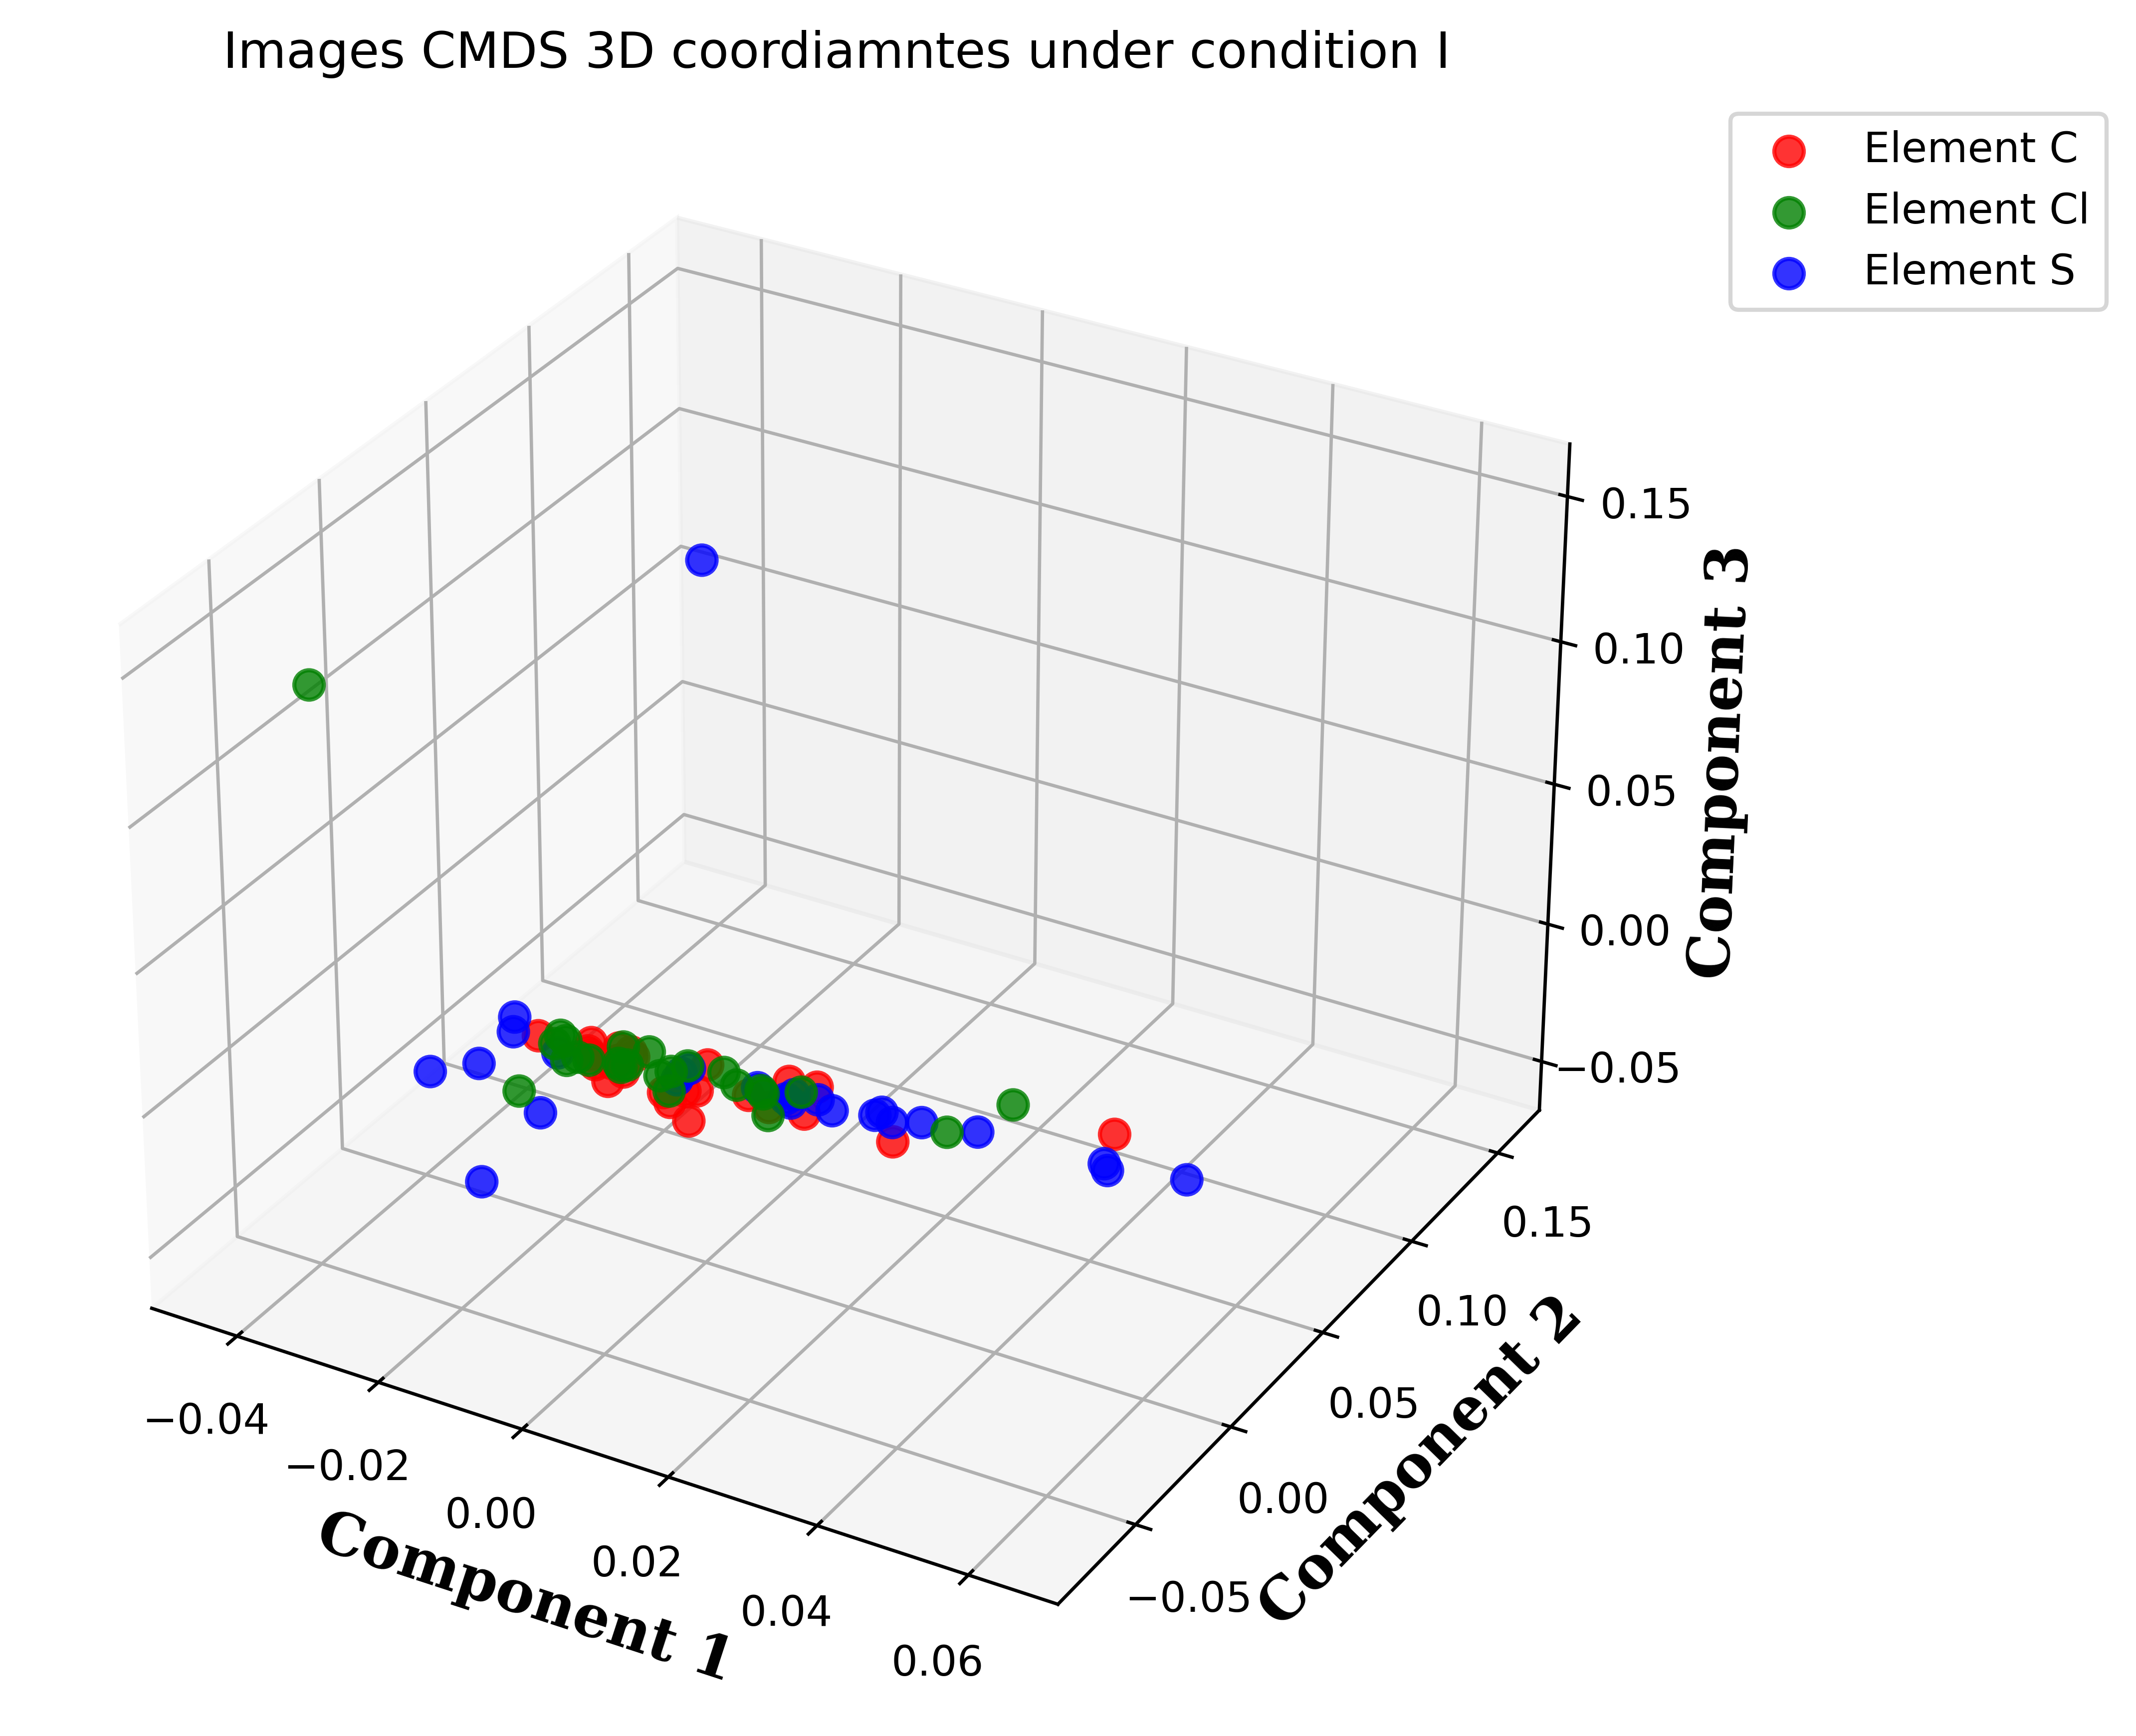 Images CMDS 3D coordiamntes under condition I
Element C
Element Cl
Element S
0.15
0.10
0.05
0.00
−0.05
Component 3
0.15
0.10
0.05
0.00
−0.05
Component 2
−0.04
−0.02
0.00
0.02
0.04
0.06
Component 1